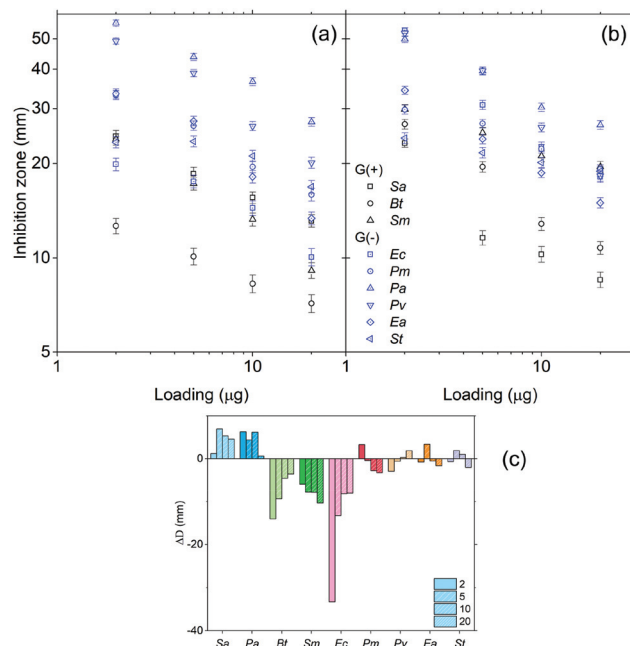 (a)
(b)
Inhibition zone (mm)
50
40
30
20
10
5
G(+)
Sa
Bt
Sm
G(-)
Ec
Pm
Pa
Pv
Ea
St
1
10
1
10
Loading (μg)
Loading (μg)
(c)
ΔD (mm)
0
-10
-20
-30
-40
2
5
10
20
Sa Pa Bt Sm Ec Pm Pv Ea St